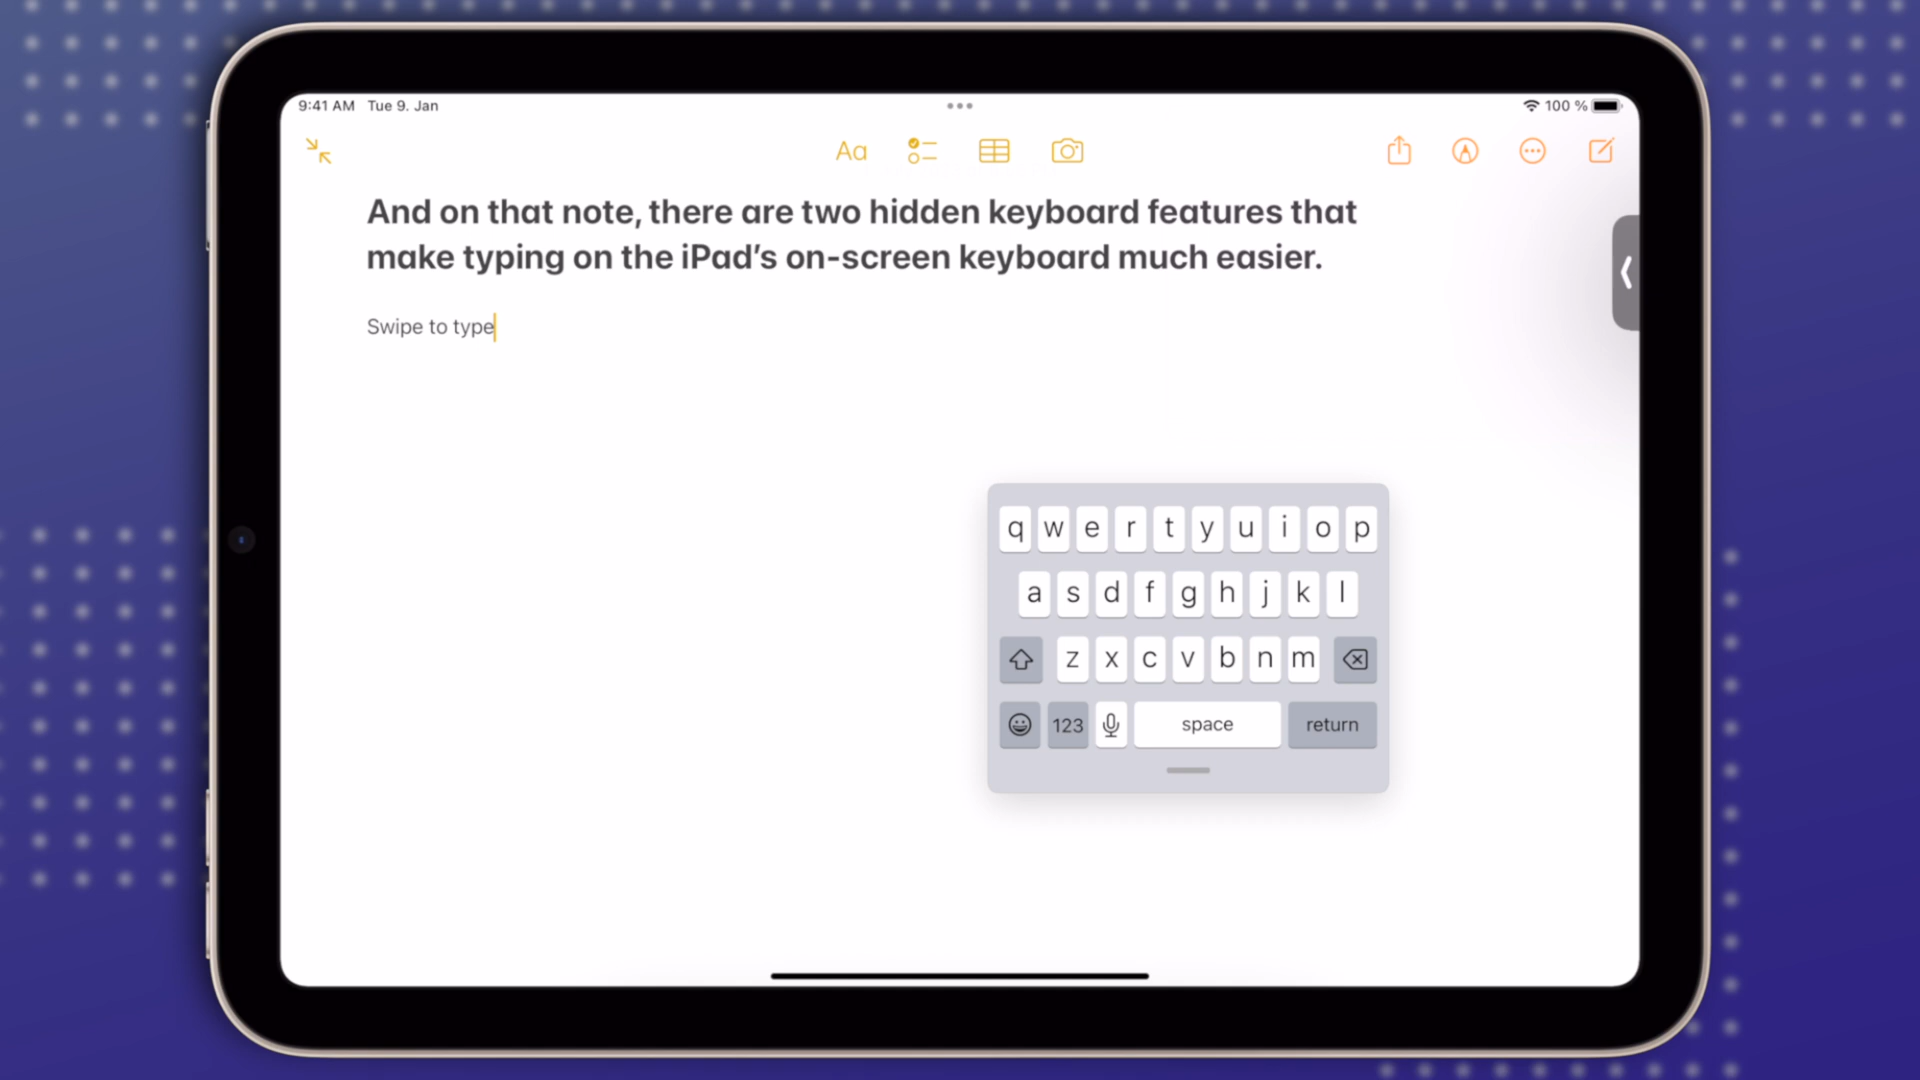 9:41 AM Tue 9. Jan
100 %
Aa
And on that note, there are two hidden keyboard features that
make typing on the iPad’s on-screen keyboard much easier.
Swipe to type
q w e r t y u i o p
a s d f g h j k l
z x c v b n m
123 space return